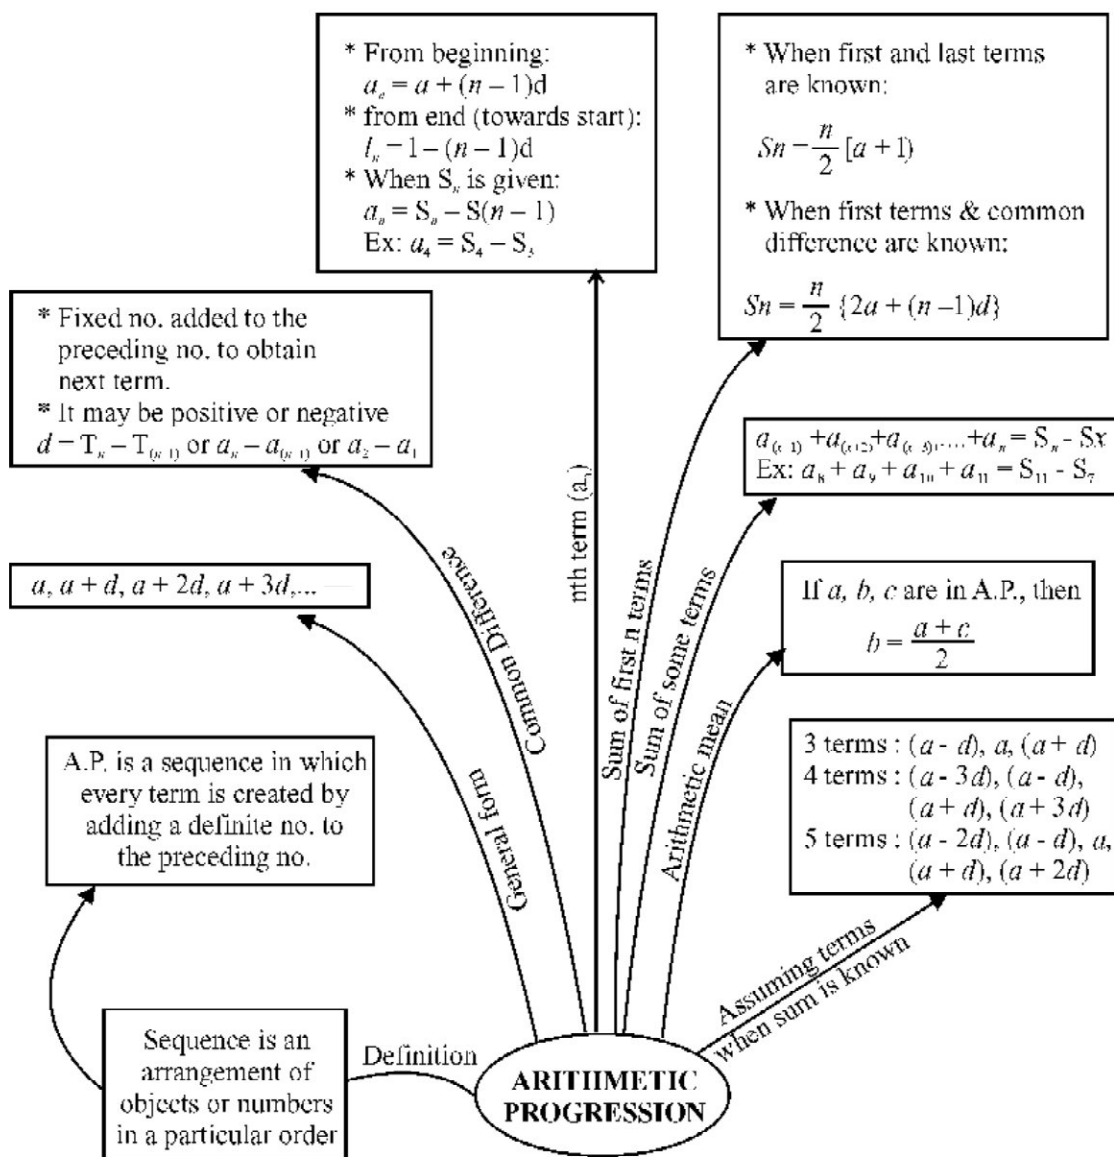 * From beginning:
aₙ = a + (n – 1)d
* from end (towards start):
lₙ = 1 – (n – 1)d
* When Sₙ is given:
aₙ = Sₙ – S(n – 1)
Ex: a₄ = S₄ – S₃
* When first and last terms
are known:
Sn = n/2 [a + 1)
* When first terms & common
difference are known:
Sn = n/2 {2a + (n – 1)d}
* Fixed no. added to the
preceding no. to obtain
next term.
* It may be positive or negative
d = Tₙ – T₍ₙ₋₁₎ or aₙ – a₍ₙ₋₁₎ or a₂ – a₁
+ aₙ = Sₙ - Sx
Ex: a₈ + a₉ + a₁₀ + a₁₁ = S₁₁ - S₇
a, a + d, a + 2d, a + 3d,...
If a, b, c are in A.P., then
b = a + c/2
3 terms : (a - d), a, (a + d)
4 terms : (a - 3d), (a - d),
(a + d), (a + 3d)
5 terms : (a - 2d), (a - d), a,
(a + d), (a + 2d)
A.P. is a sequence in which
every term is created by
adding a definite no. to
the preceding no.
Sequence is an
arrangement of
objects or numbers
in a particular order
Definition
General form
Common Difference
nth term
Sum of first n terms
Sum of some terms
Arithmetic mean
Assuming terms
when sum is known
ARITHMETIC
PROGRESSION